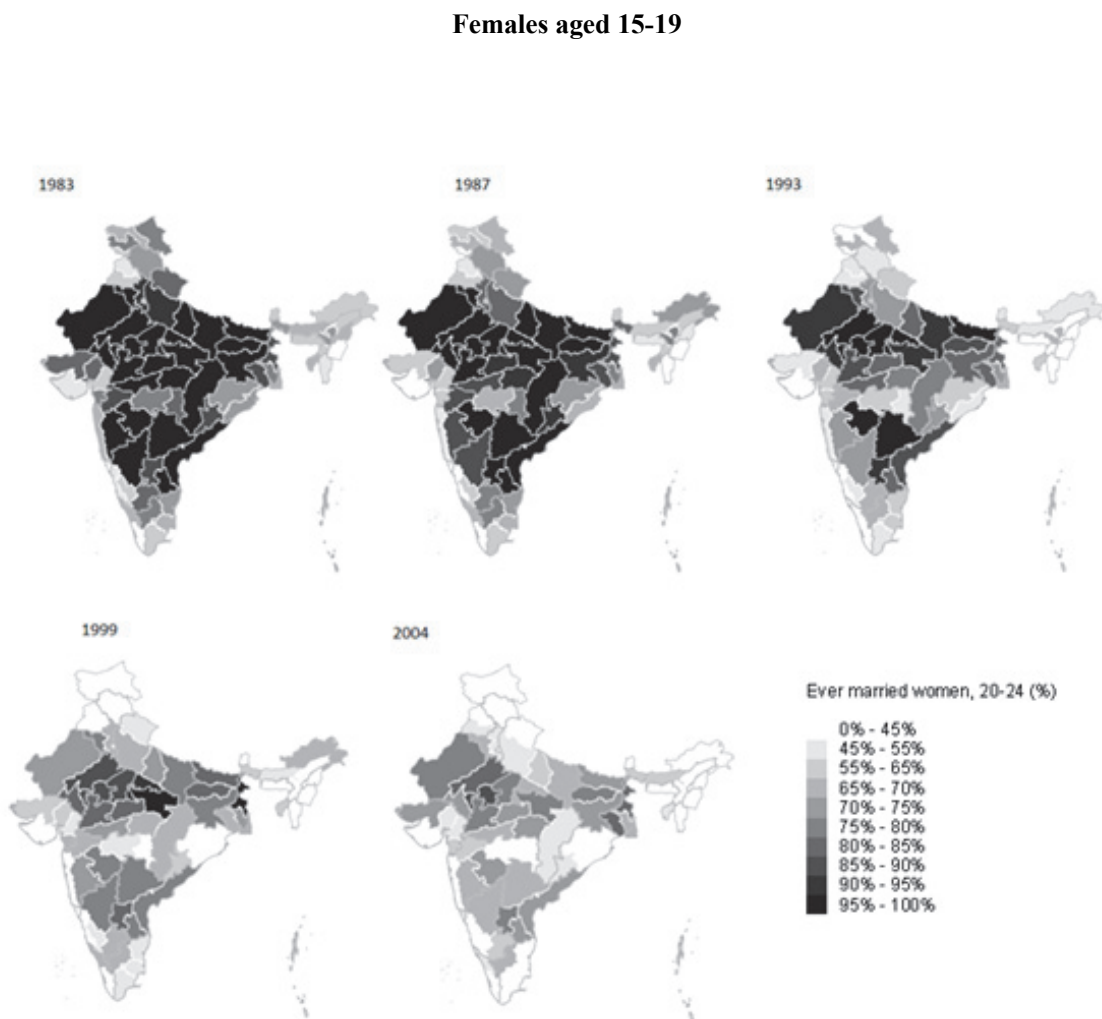 Females aged 15-19
1983
1987
1993
1999
2004
Ever married women, 20-24 (%)
0% - 45%
45% - 55%
55% - 65%
65% - 70%
70% - 75%
75% - 80%
80% - 85%
85% - 90%
90% - 95%
95% - 100%